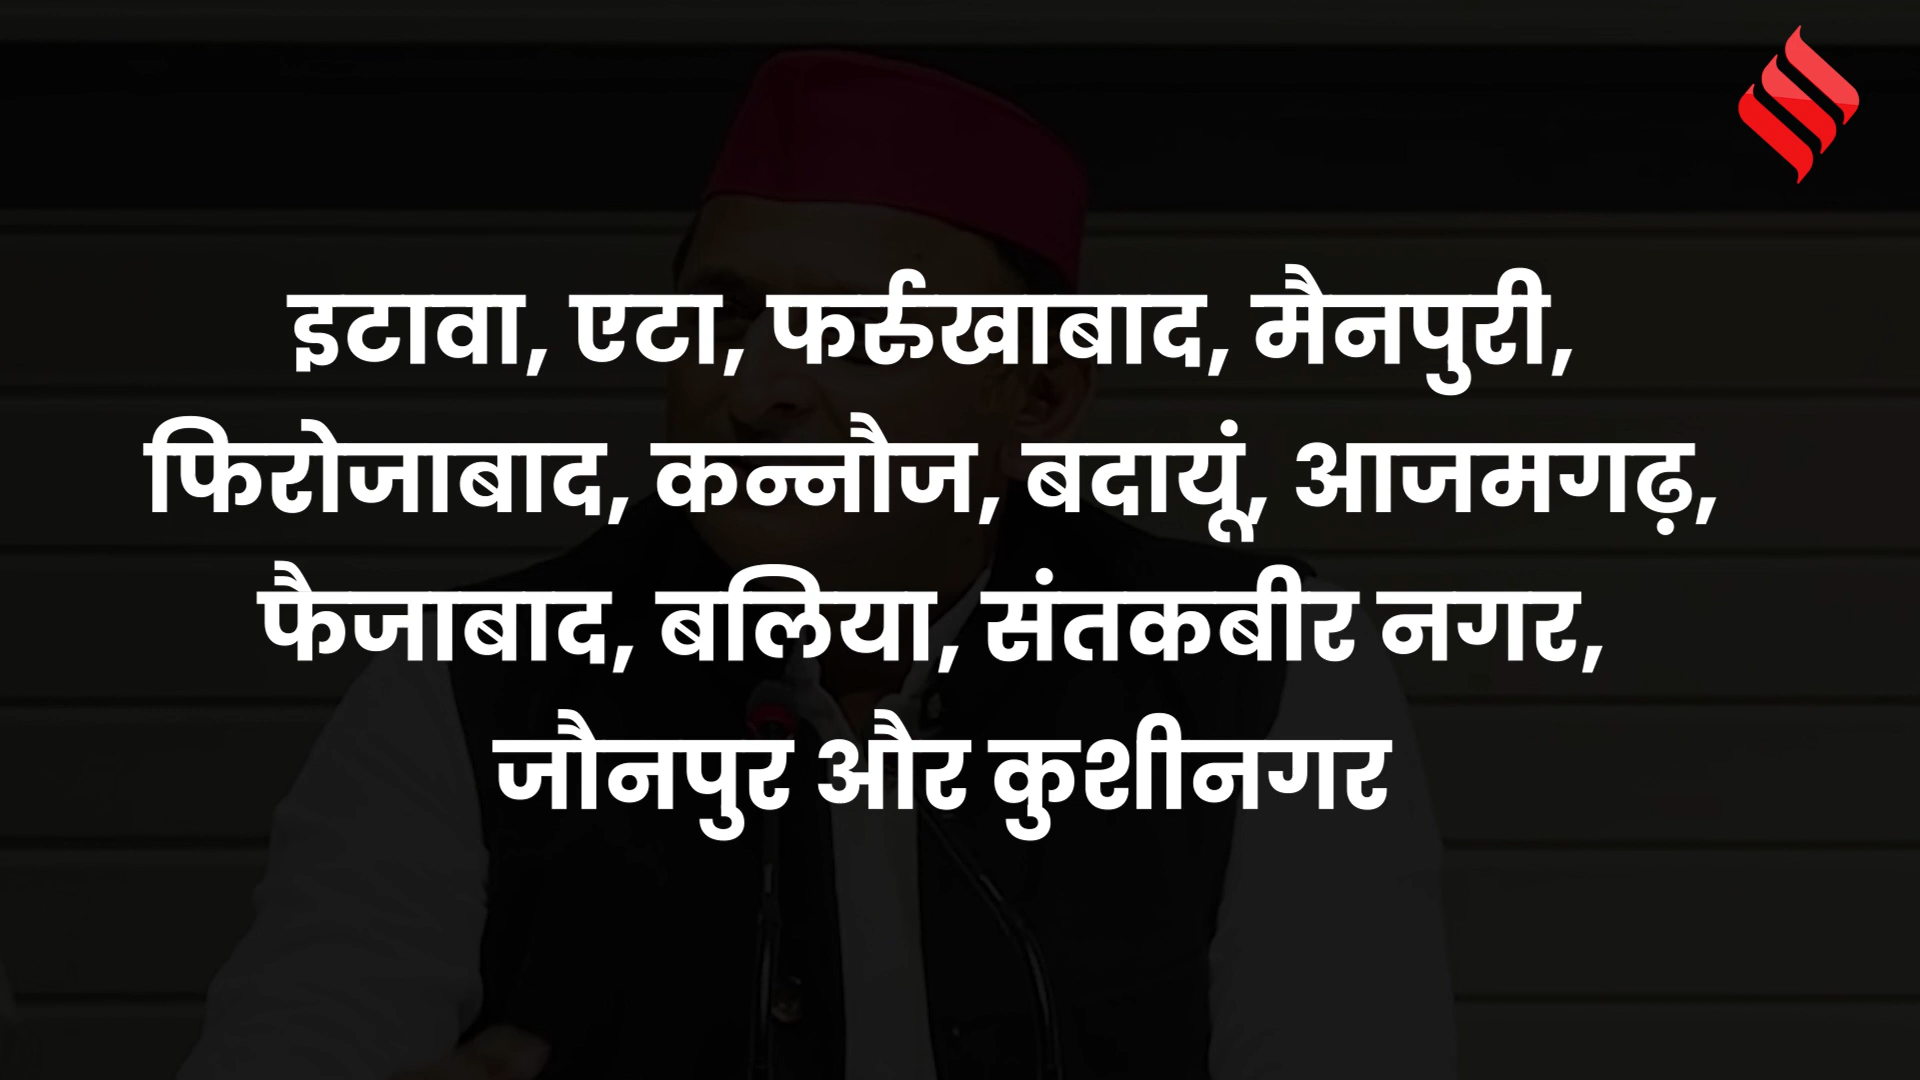 इटावा, एटा, फर्रुखाबाद, मैनपुरी,
फिरोजाबाद, कन्नौज, बदायूं, आजमगढ़,
फैजाबाद, बलिया, संतकबीर नगर,
जौनपुर और कुशीनगर